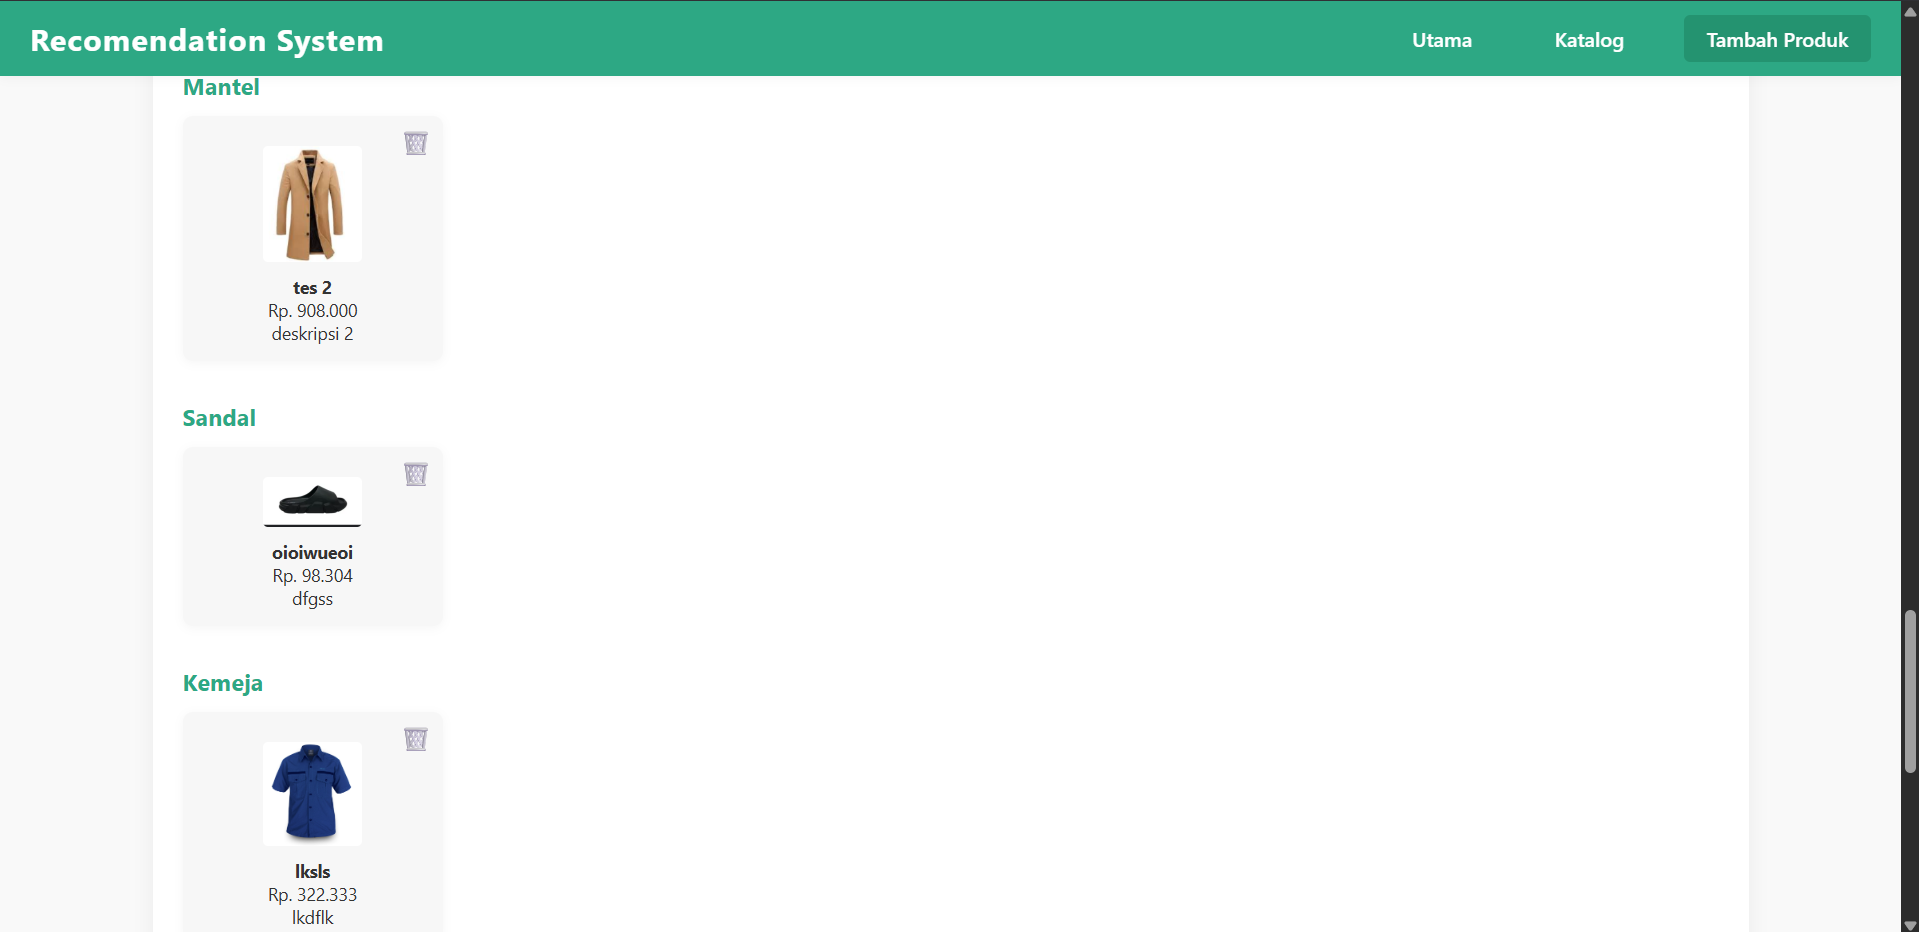 Recomendation System
Utama
Katalog
Tambah Produk
Mantel
tes 2
Rp. 908.000
deskripsi 2
Sandal
oioiwueoi
Rp. 98.304
dfgss
Kemeja
lksls
Rp. 322.333
lkdflk